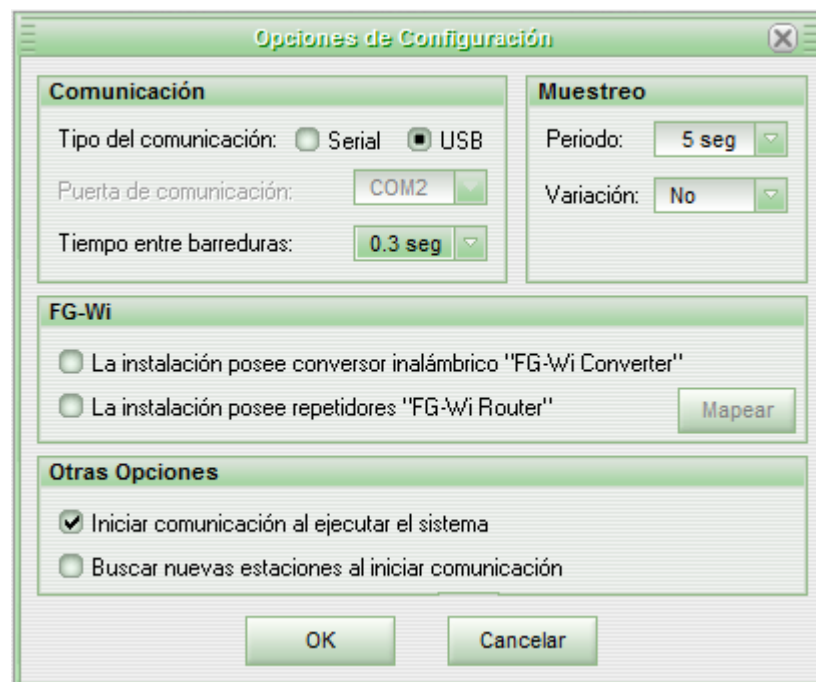 Opciones de Configuración
Comunicación
Tipo del comunicación: Serial USB
Puerta de comunicación: COM2
Tiempo entre barreduras: 0.3 seg
Muestreo
Periodo: 5 seg
Variación: No
FG-Wi
La instalación posee conversor inalámbrico "FG-Wi Converter"
La instalación posee repetidores "FG-Wi Router"
Mapear
Otras Opciones
Iniciar comunicación al ejecutar el sistema
Buscar nuevas estaciones al iniciar comunicación
OK
Cancelar